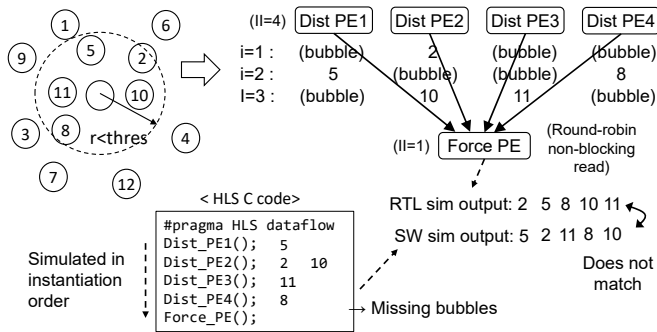 (II=4) Dist PE1 Dist PE2 Dist PE3 Dist PE4
1 6
9 5 2
11 10
3 8 r<thres 4
7 12
i=1 : (bubble) 2 (bubble) (bubble)
i=2 : 5 (bubble) (bubble) 8
I=3 : (bubble) 10 11 (bubble)
(II=1) Force PE
(Round-robin
non-blocking
read)
RTL sim output: 2 5 8 10 11
SW sim output: 5 2 11 8 10
Does not
match
< HLS C code>
#pragma HLS dataflow
Dist_PE1(); 5
Dist_PE2(); 2 10
Dist_PE3(); 11
Dist_PE4(); 8
Force_PE();
Simulated in
instantiation
order
→ Missing bubbles